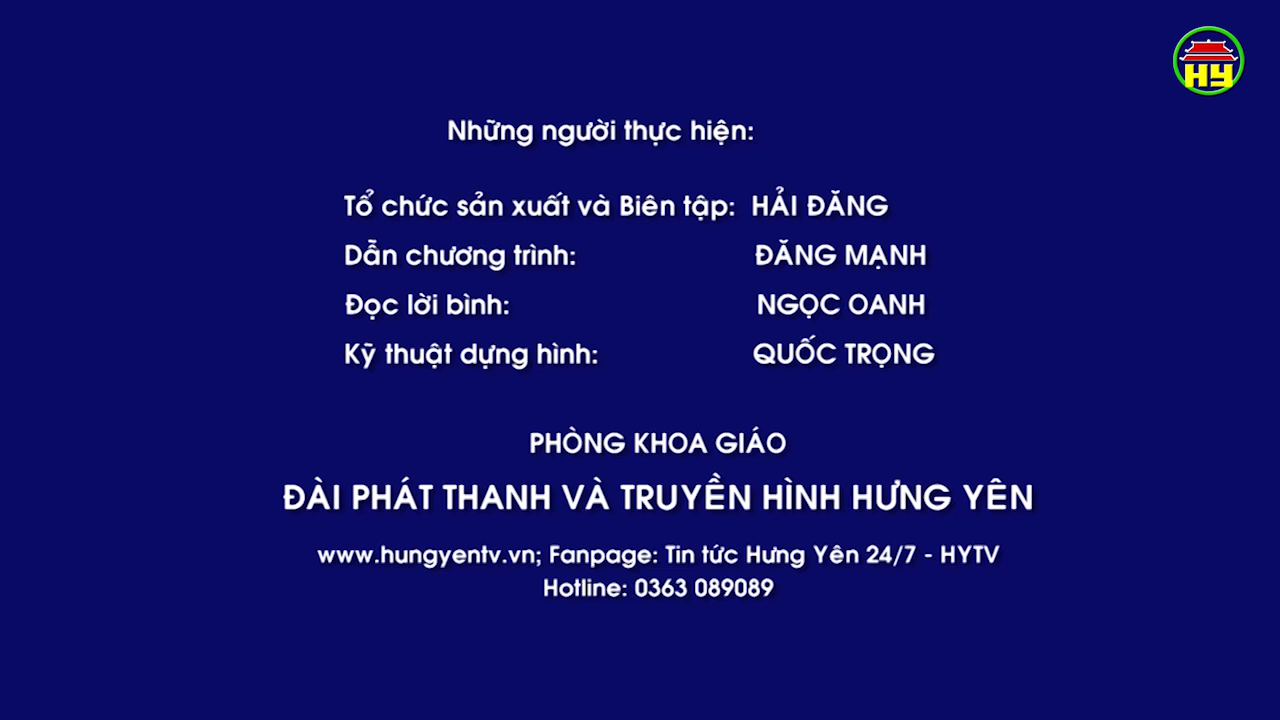 HY
Những người thực hiện:
Tổ chức sản xuất và Biên tập: HẢI ĐĂNG
Dẫn chương trình: ĐĂNG MẠNH
Đọc lời bình: NGỌC OANH
Kỹ thuật dựng hình: QUỐC TRỌNG
PHÒNG KHOA GIÁO
ĐÀI PHÁT THANH VÀ TRUYỀN HÌNH HƯNG YÊN
www.hungyentv.vn; Fanpage: Tin tức Hưng Yên 24/7 - HYTV
Hotline: 0363 089089